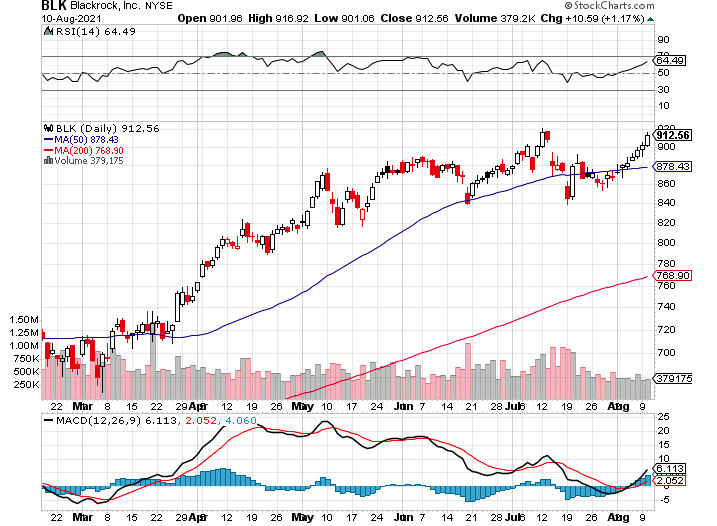 BLK Blackrock, Inc. NYSE © StockCharts.com
10-Aug-2021 Open 901.96 High 916.92 Low 901.06 Close 912.56 Volume 379.2K Chg +10.59 (+1.17%)
RSI(14) 64.49
90
70
64.49
50
30
10
BLK (Daily) 912.56
MA(50) 878.43
MA(200) 768.90
Volume 379,175
920
912.56
900
878.43
860
840
820
800
780
768.90
760
740
1.50M
1.25M 720
1.00M
750K 700
500K
379175
250K
22 Mar 8 15 22 29 Apr 12 19 26 May 10 17 24 Jun 7 14 21 28 Jul 12 19 26 Aug 9
MACD(12,26,9) 6.113, 2.052, 4.060
25
20
15
10
6.113
2.052
-5
22 Mar 8 15 22 29 Apr 12 19 26 May 10 17 24 Jun 7 14 21 28 Jul 12 19 26 Aug 9